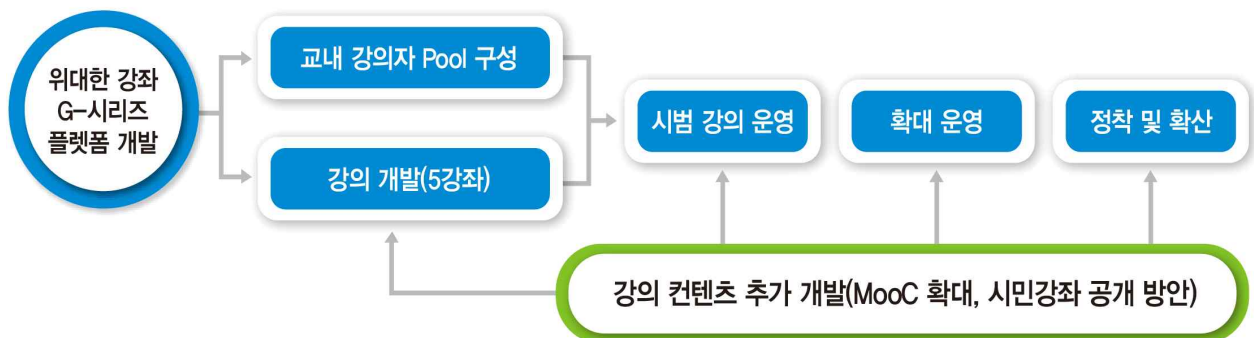 위대한 강좌
G-시리즈
플렛폼 개발
교내 강의자 Pool 구성
강의 개발(5강좌)
시범 강의 운영
확대 운영
정착 및 확산
강의 컨텐츠 추가 개발(MooC 확대, 시민강좌 공개 방안)